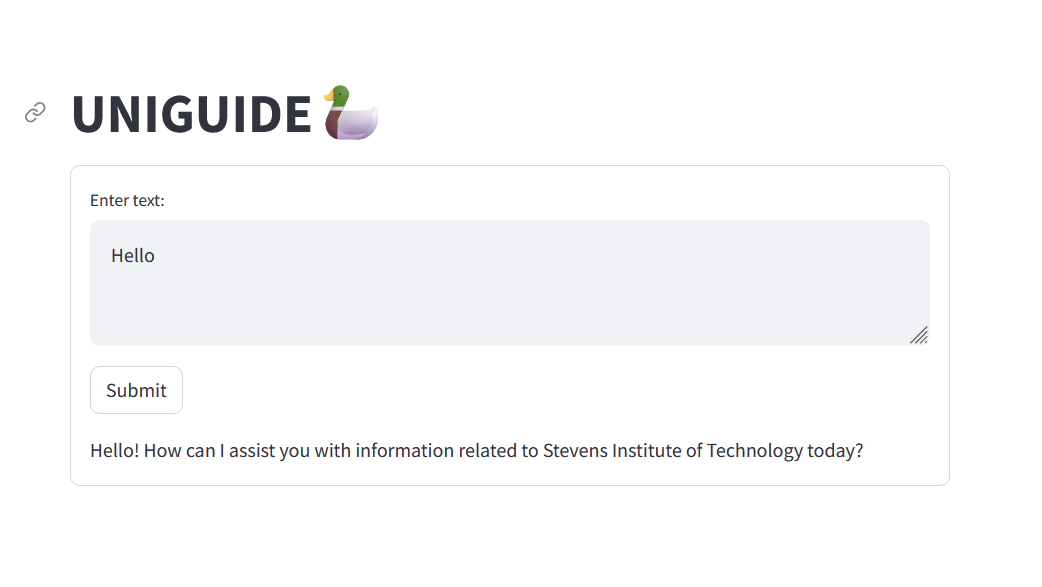 UNIGUIDE
Enter text:
Hello
Submit
Hello! How can I assist you with information related to Stevens Institute of Technology today?